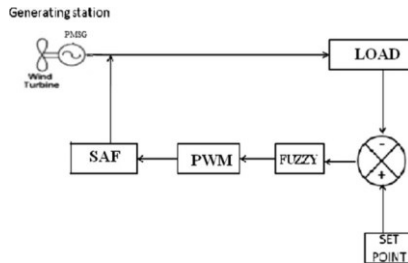 Generating station
PMSG
Wind
Turbine
LOAD
-
SAF
PWM
FUZZY
+
SET
POINT